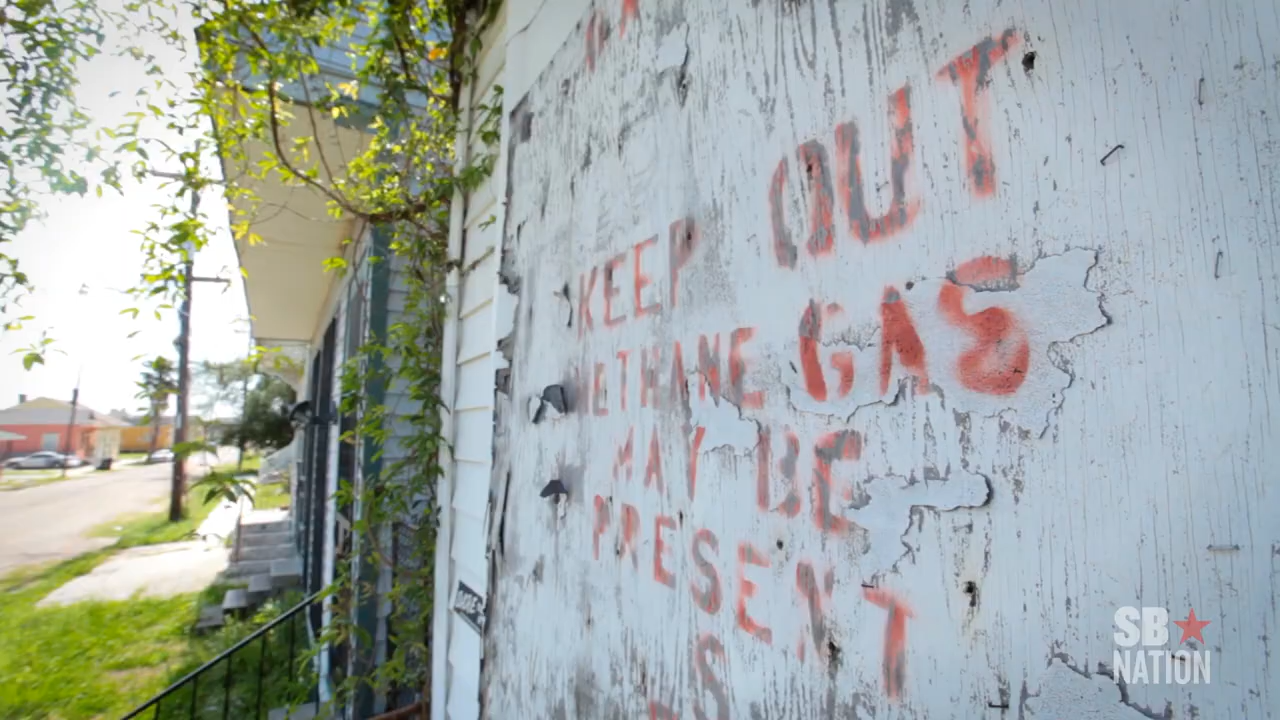 KEEP OUT
METHANE GAS
MAY BE
PRESENT
SB
NATION